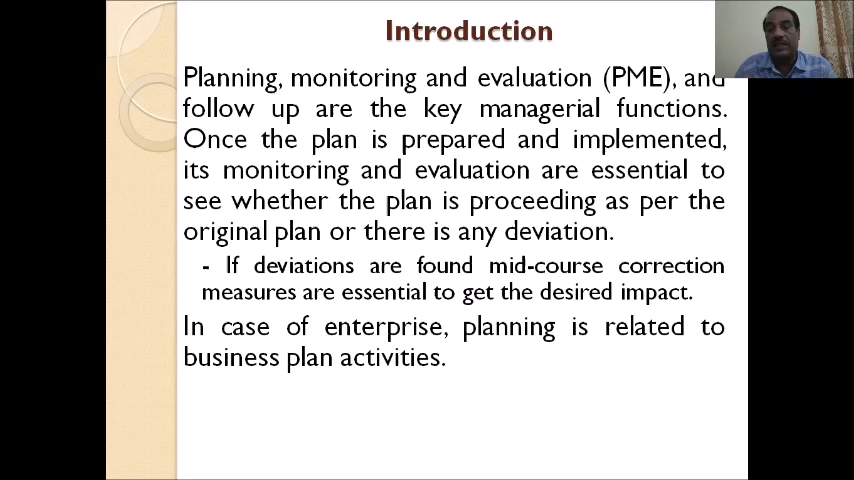 Introduction
Planning, monitoring and evaluation (PME), and
follow up are the key managerial functions.
Once the plan is prepared and implemented,
its monitoring and evaluation are essential to
see whether the plan is proceeding as per the
original plan or there is any deviation.
- If deviations are found mid-course correction
measures are essential to get the desired impact.
In case of enterprise, planning is related to
business plan activities.